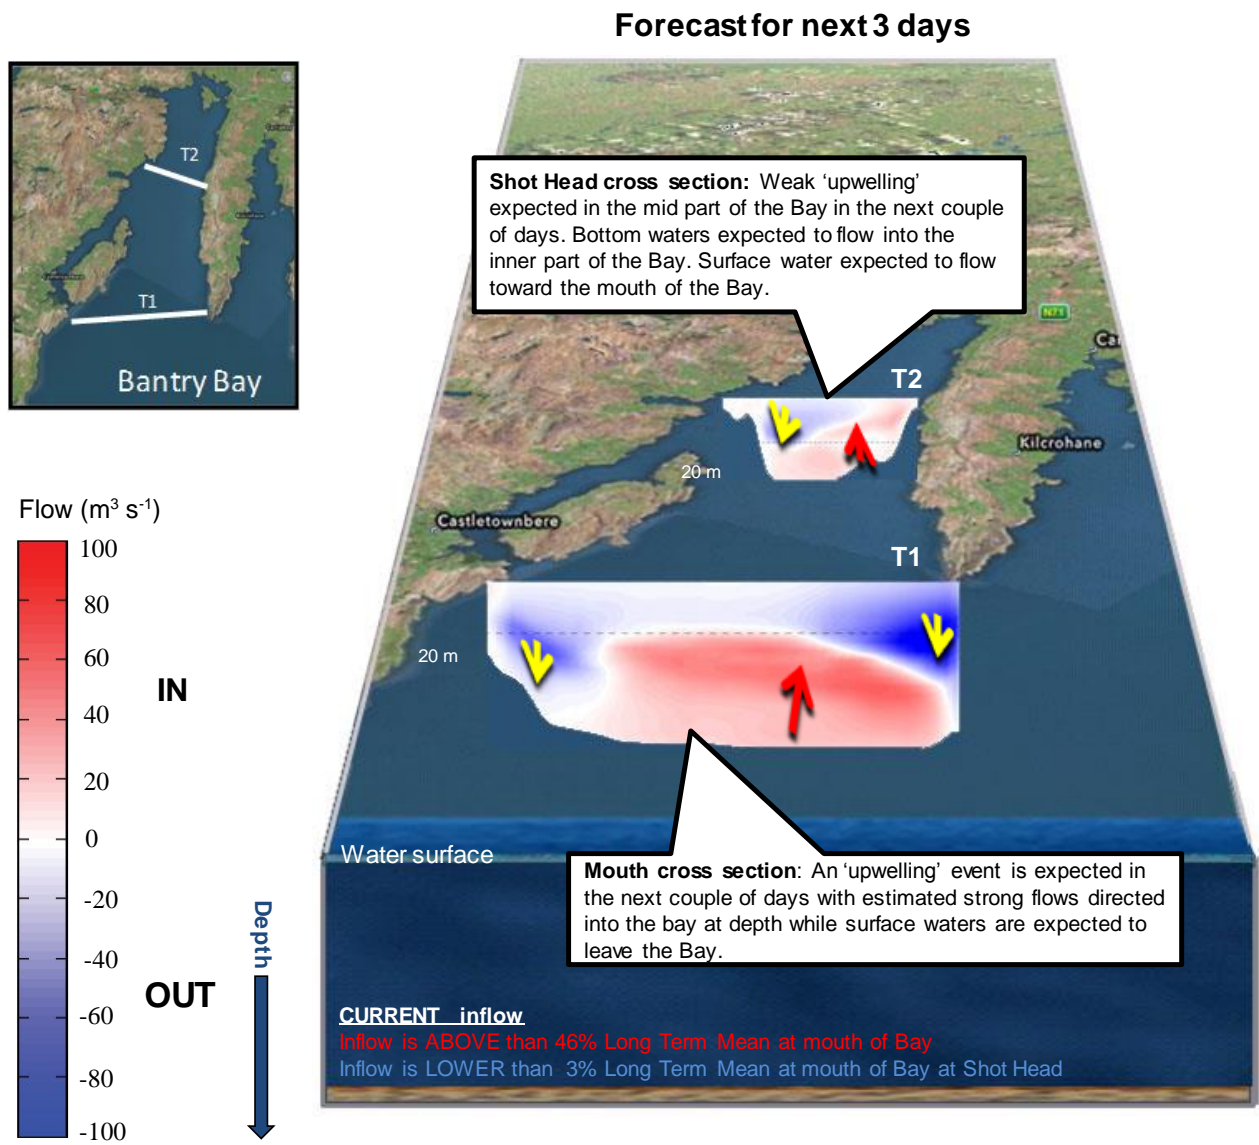 Forecast for next 3 days
T2
T1
Bantry Bay
Shot Head cross section: Weak ‘upwelling’
expected in the mid part of the Bay in the next couple
of days. Bottom waters expected to flow into the
inner part of the Bay. Surface water expected to flow
toward the mouth of the Bay.
N71
T2
Kilcrohane
20 m
Castletownbere
T1
20 m
Flow (m³ s⁻¹)
100
80
60
40
20
0
-20
-40
-60
-80
-100
IN
OUT
Depth
Water surface
Mouth cross section: An ‘upwelling’ event is expected in
the next couple of days with estimated strong flows directed
into the bay at depth while surface waters are expected to
leave the Bay.
CURRENT inflow
Inflow is ABOVE than 46% Long Term Mean at mouth of Bay
Inflow is LOWER than 3% Long Term Mean at mouth of Bay at Shot Head